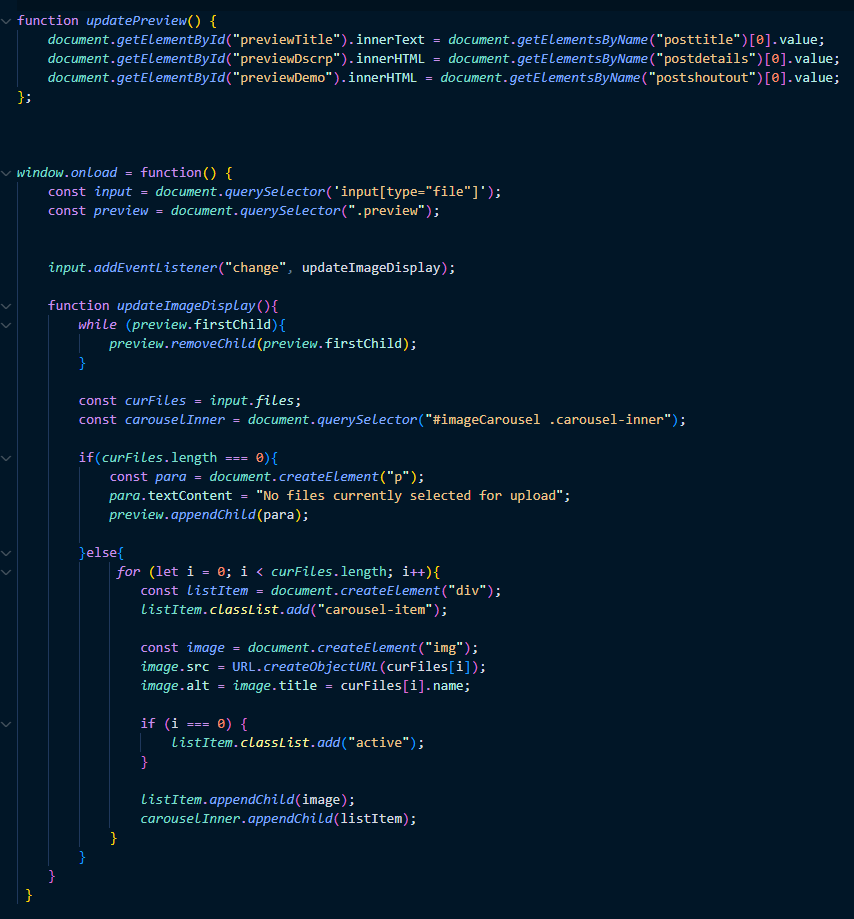 function updatePreview() {
    document.getElementById("previewTitle").innerText = document.getElementsByName("posttitle")[0].value;
    document.getElementById("previewDscrp").innerHTML = document.getElementsByName("postdetails")[0].value;
    document.getElementById("previewDemo").innerHTML = document.getElementsByName("postshoutout")[0].value;
};
window.onload = function() {
    const input = document.querySelector('input[type="file"]');
    const preview = document.querySelector(".preview");
    input.addEventListener("change", updateImageDisplay);
    function updateImageDisplay(){
        while (preview.firstChild){
            preview.removeChild(preview.firstChild);
        }
        const curFiles = input.files;
        const carouselInner = document.querySelector("#imageCarousel .carousel-inner");
        if(curFiles.length === 0){
            const para = document.createElement("p");
            para.textContent = "No files currently selected for upload";
            preview.appendChild(para);
        }else{
             for (let i = 0; i < curFiles.length; i++){
                const listItem = document.createElement("div");
                listItem.classList.add("carousel-item");
                const image = document.createElement("img");
                image.src = URL.createObjectURL(curFiles[i]);
                image.alt = image.title = curFiles[i].name;
                if (i === 0) {
                    listItem.classList.add("active");
                }
                listItem.appendChild(image);
                carouselInner.appendChild(listItem);
            }
        }
    }
 }